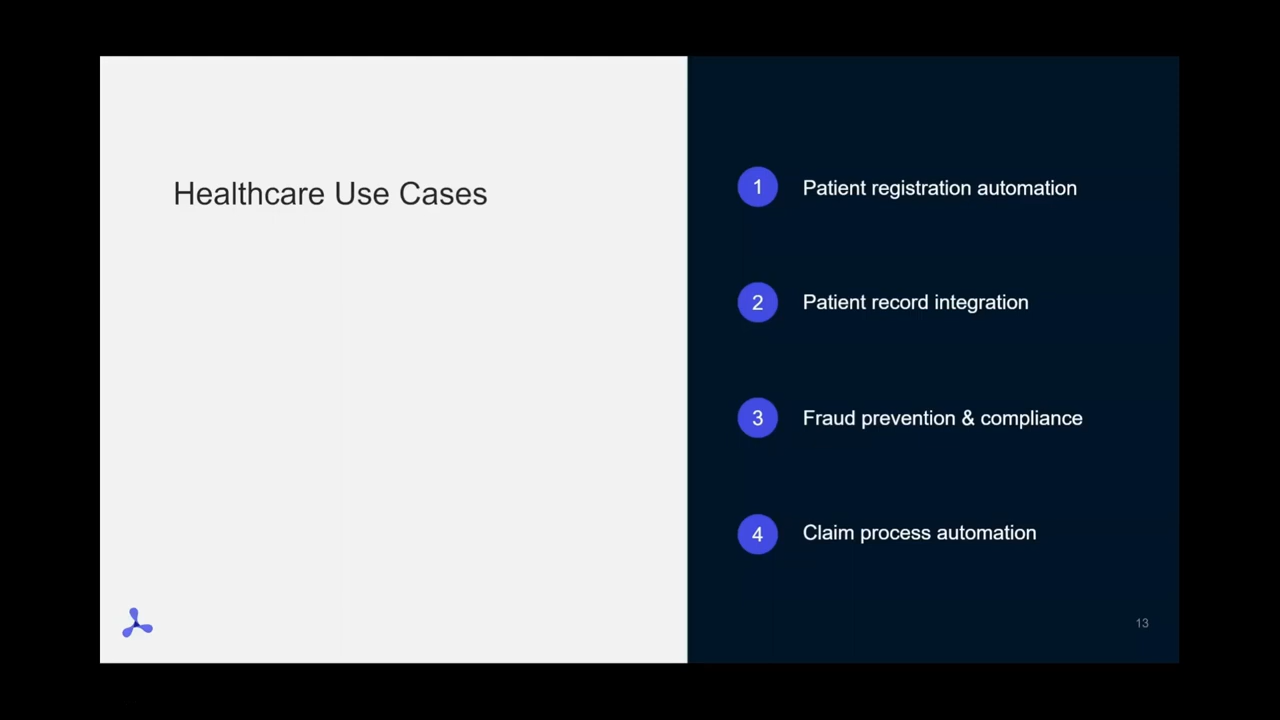 Healthcare Use Cases
1 Patient registration automation
2 Patient record integration
3 Fraud prevention & compliance
4 Claim process automation
13